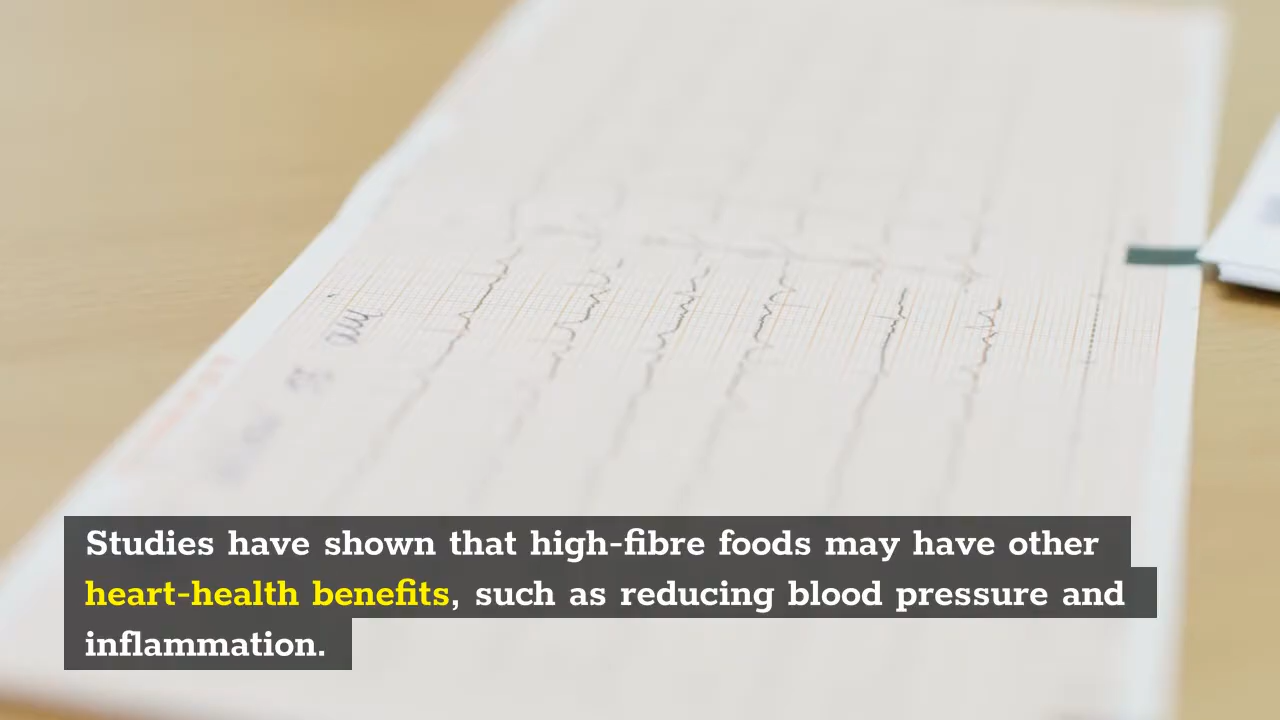 Studies have shown that high-fibre foods may have other
heart-health benefits, such as reducing blood pressure and
inflammation.